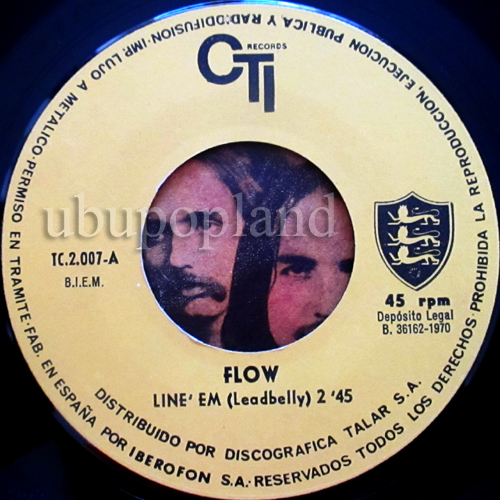 CTI
RECORDS
ubupopland
TC.2.007-A
B.I.E.M.
45 rpm
Depósito Legal
B. 36162-1970
FLOW
LINE' EM (Leadbelly) 2 '45
DISTRIBUIDO POR DISCOGRAFICA TALAR S.A.
IMP. LUJO A METALICO·PERMISO EN TRAMITE·FAB. EN ESPAÑA POR IBEROFON S.A.·RESERVADOS TODOS LOS DERECHOS·PROHIBIDA LA REPRODUCCION, EJECUCION PUBLICA Y RADIODIFUSION·